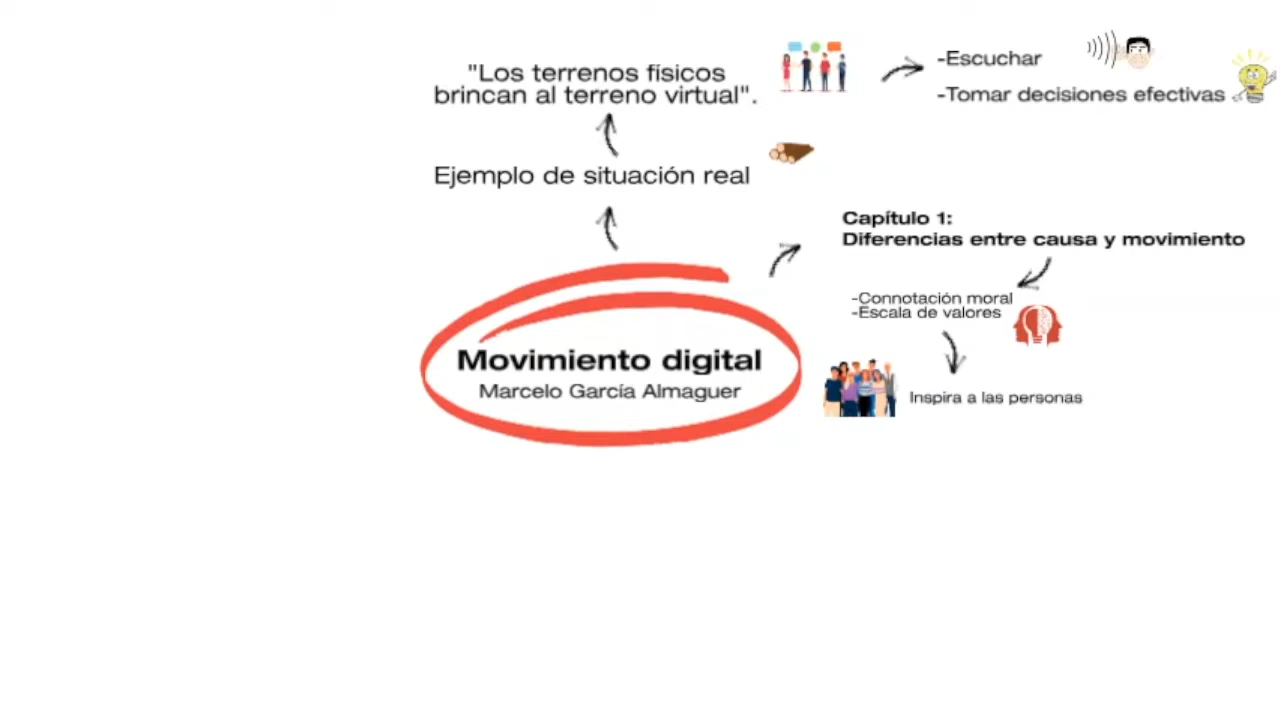 "Los terrenos físicos
brincan al terreno virtual".
-Escuchar
-Tomar decisiones efectivas
Ejemplo de situación real
Capítulo 1:
Diferencias entre causa y movimiento
-Connotación moral
-Escala de valores
Inspira a las personas
Movimiento digital
Marcelo García Almaguer